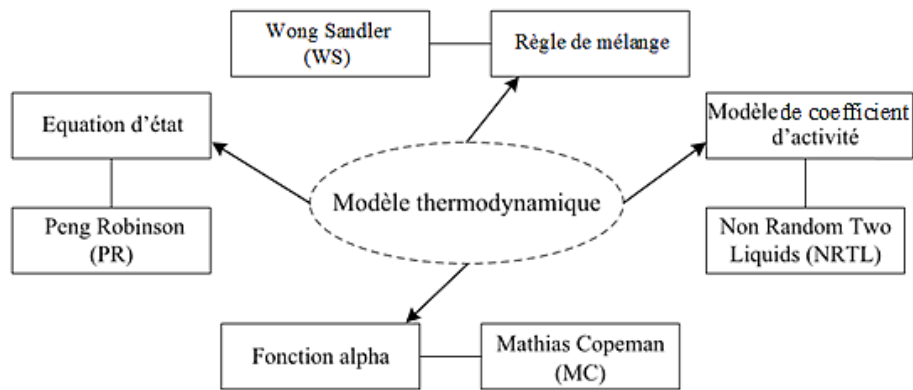 Wong Sandler
(WS)
Règle de mélange
Equation d'état
Modèle de coefficient
d'activité
Modèle thermodynamique
Peng Robinson
(PR)
Non Random Two
Liquids (NRTL)
Fonction alpha
Mathias Copeman
(MC)